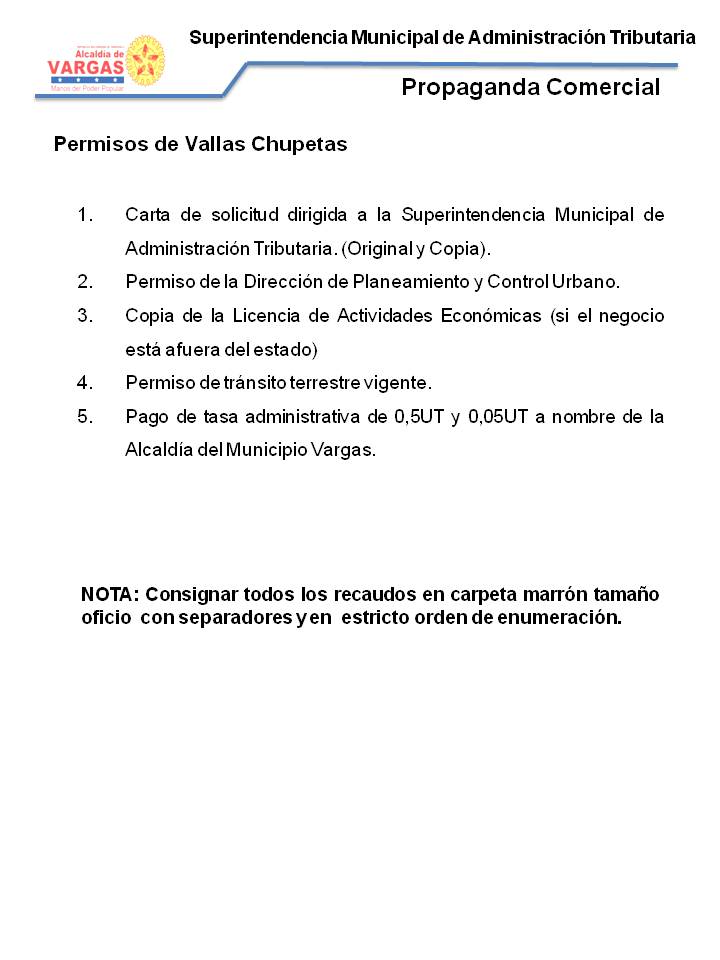 Superintendencia Municipal de Administración Tributaria
Alcaldía de
VARGAS
Manos del Poder Popular
Propaganda Comercial
Permisos de Vallas Chupetas
1. Carta de solicitud dirigida a la Superintendencia Municipal de
Administración Tributaria. (Original y Copia).
2. Permiso de la Dirección de Planeamiento y Control Urbano.
3. Copia de la Licencia de Actividades Económicas (si el negocio
está afuera del estado)
4. Permiso de tránsito terrestre vigente.
5. Pago de tasa administrativa de 0,5UT y 0,05UT a nombre de la
Alcaldía del Municipio Vargas.
NOTA: Consignar todos los recaudos en carpeta marrón tamaño
oficio con separadores y en estricto orden de enumeración.